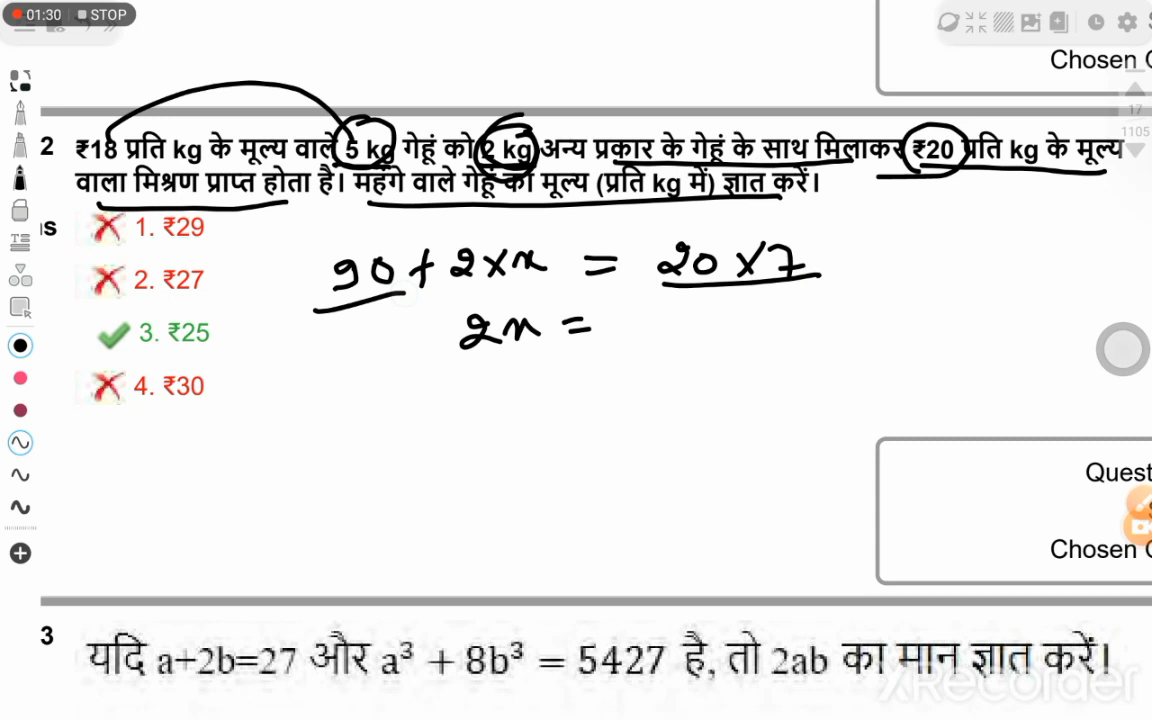 01:30 STOP
Chosen
17
1105
2 ₹18 प्रति kg के मूल्य वाले 5 kg गेहूं को 2 kg अन्य प्रकार के गेहूं के साथ मिलाकर ₹20 प्रति kg के मूल्य
वाला मिश्रण प्राप्त होता है। महंगे वाले गेहूं का मूल्य (प्रति kg में) ज्ञात करें।
1. ₹29
90 + 2 × x = 20 × 7
2. ₹27
2x =
3. ₹25
4. ₹30
Quest
Chosen
3 यदि a+2b=27 और a³ + 8b³ = 5427 है, तो 2ab का मान ज्ञात करें।
XRecorder